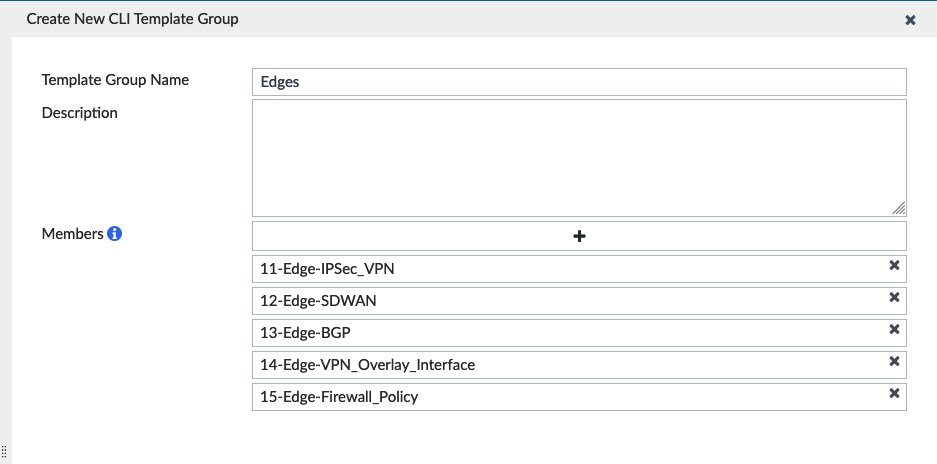 Create New CLI Template Group
Template Group Name
Edges
Description
Members
11-Edge-IPSec_VPN
12-Edge-SDWAN
13-Edge-BGP
14-Edge-VPN_Overlay_Interface
15-Edge-Firewall_Policy